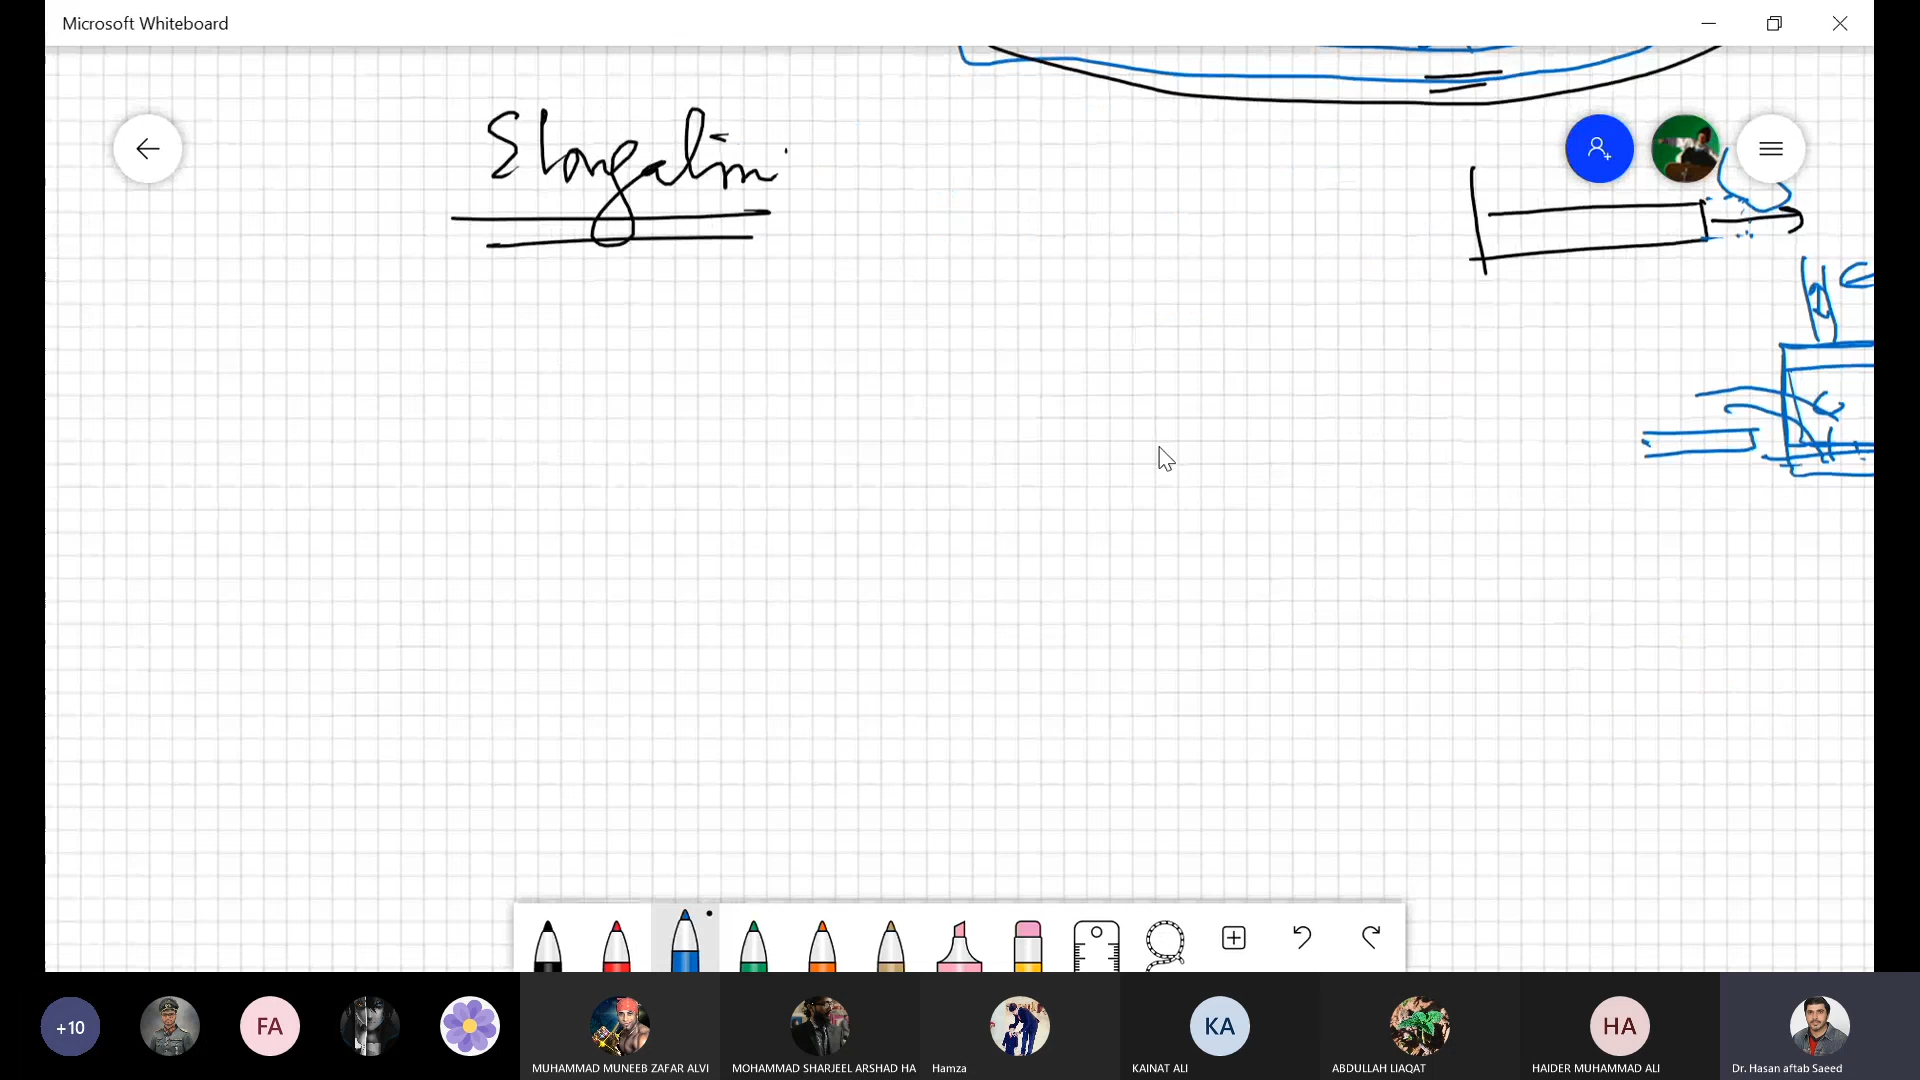 Microsoft Whiteboard
Elongation
+10
FA
MUHAMMAD MUNEEB ZAFAR ALVI
MOHAMMAD SHARJEEL ARSHAD HA
Hamza
KA
KAINAT ALI
ABDULLAH LIAQAT
HA
HAIDER MUHAMMAD ALI
Dr. Hasan aftab Saeed